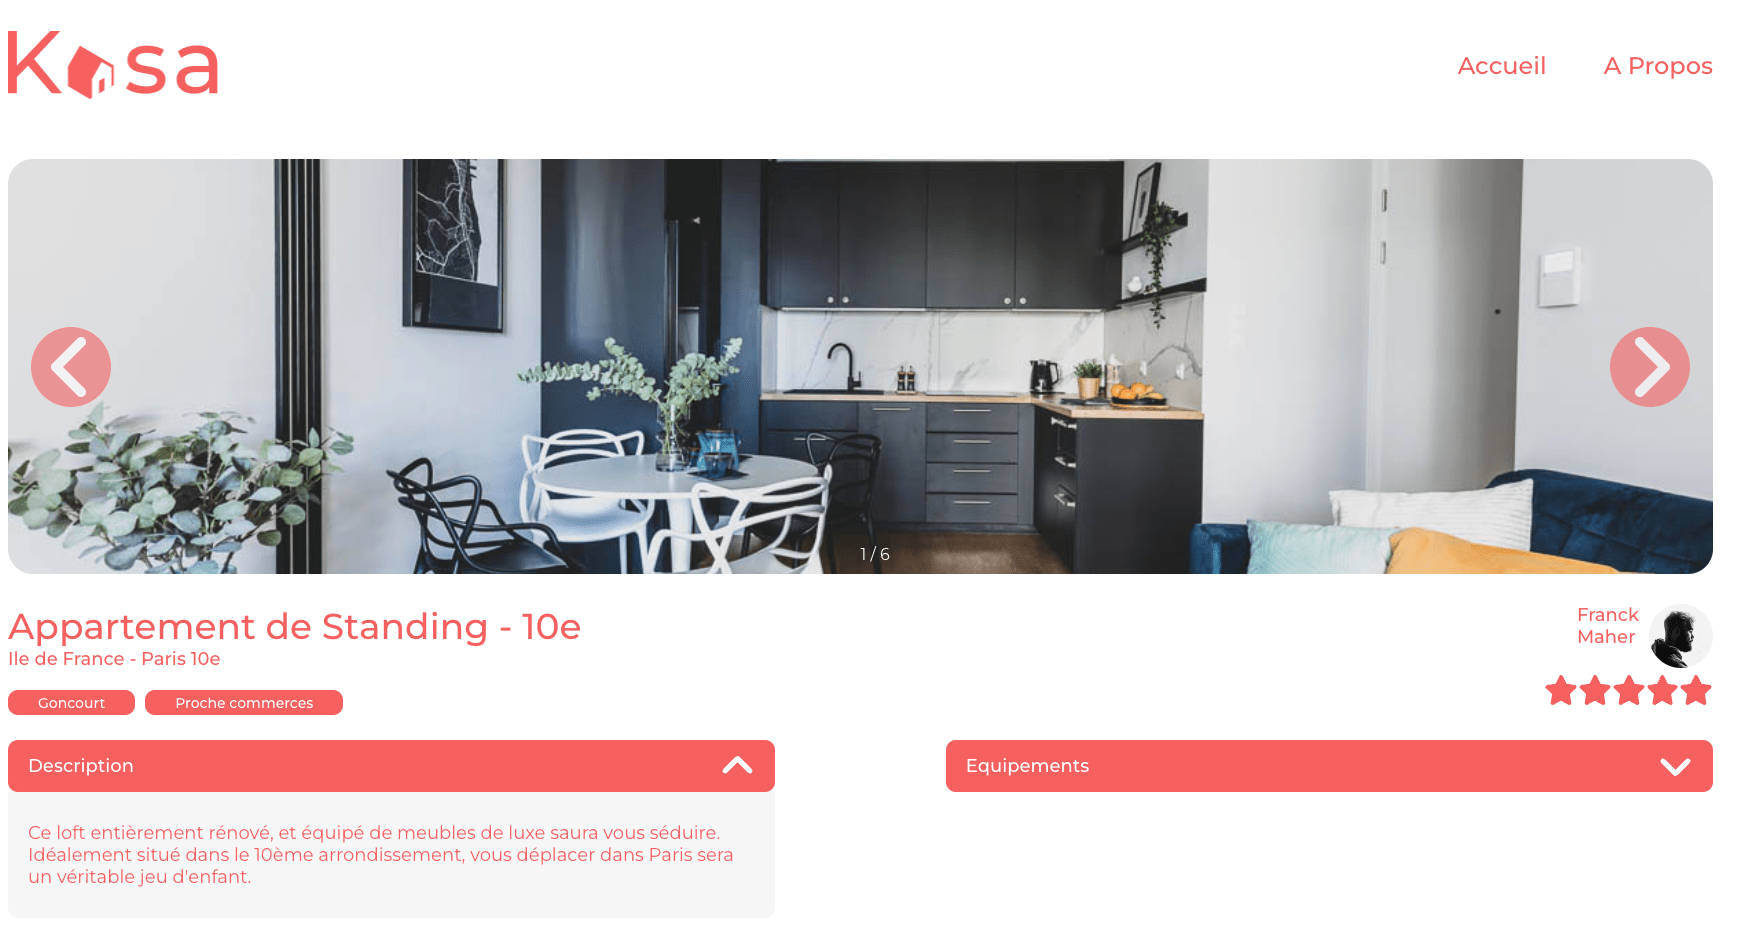 Kasa
Accueil
A Propos
1 / 6
Appartement de Standing - 10e
Ile de France - Paris 10e
Franck
Maher
Goncourt
Proche commerces
Description
Equipements
Ce loft entièrement rénové, et équipé de meubles de luxe saura vous séduire.
Idéalement situé dans le 10ème arrondissement, vous déplacer dans Paris sera
un véritable jeu d'enfant.